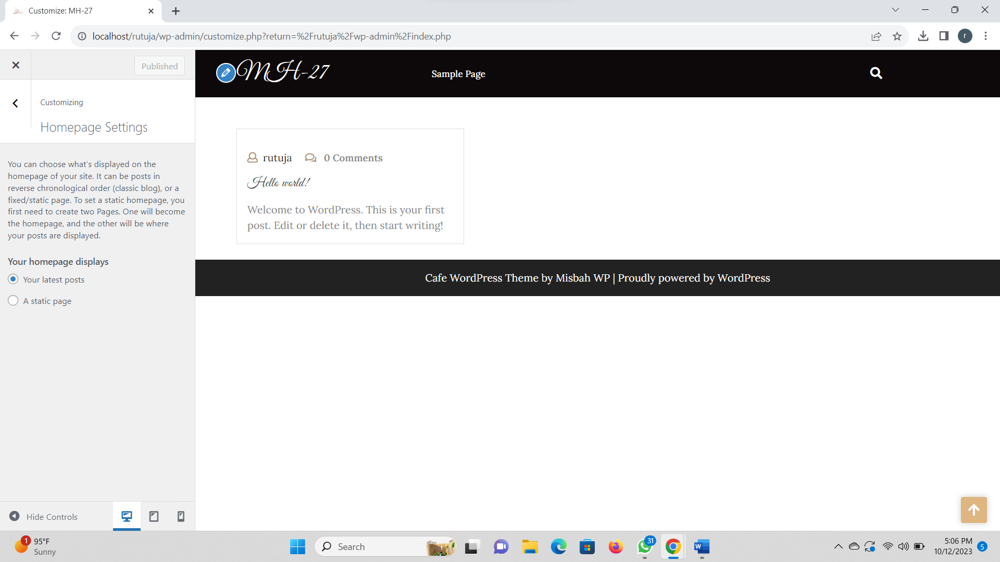 Customize: MH-27
localhost/rutuja/wp-admin/customize.php?return=%2Frutuja%2Fwp-admin%2Findex.php
r
Published
Customizing
Homepage Settings
You can choose what's displayed on the
homepage of your site. It can be posts in
reverse chronological order (classic blog), or a
fixed/static page. To set a static homepage, you
first need to create two Pages. One will become
the homepage, and the other will be where
your posts are displayed.
Your homepage displays
Your latest posts
A static page
Hide Controls
MH-27
Sample Page
rutuja
0 Comments
Hello world!
Welcome to WordPress. This is your first
post. Edit or delete it, then start writing!
Cafe WordPress Theme by Misbah WP | Proudly powered by WordPress
1
95°F
Sunny
Search
31
W
5:06 PM
10/12/2023
5